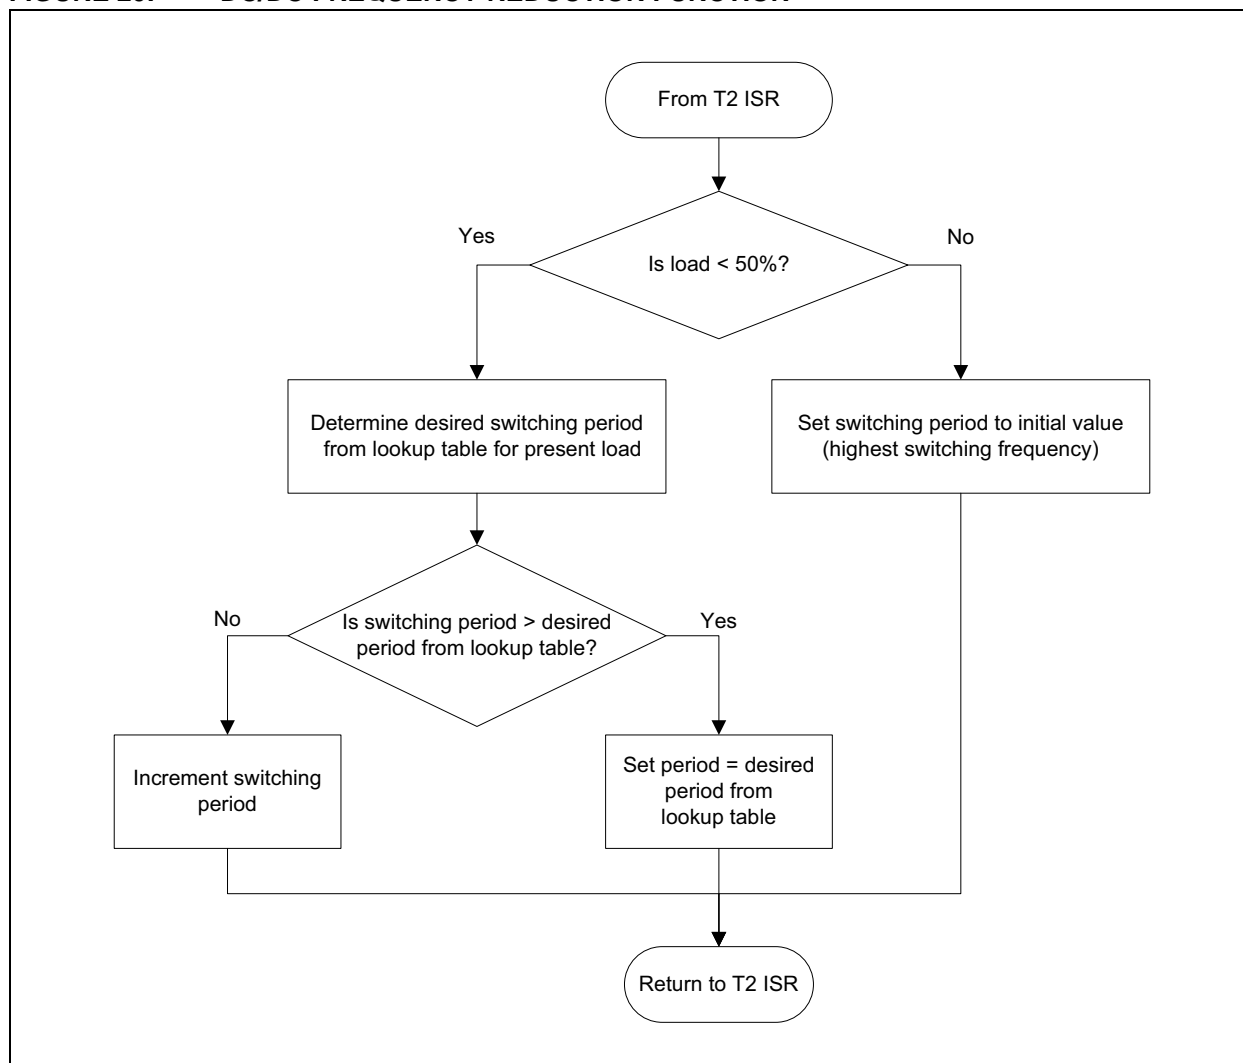 From T2 ISR
Is load < 50%?
Yes
No
Determine desired switching period
from lookup table for present load
Set switching period to initial value
(highest switching frequency)
Is switching period > desired
period from lookup table?
No
Yes
Increment switching
period
Set period = desired
period from
lookup table
Return to T2 ISR